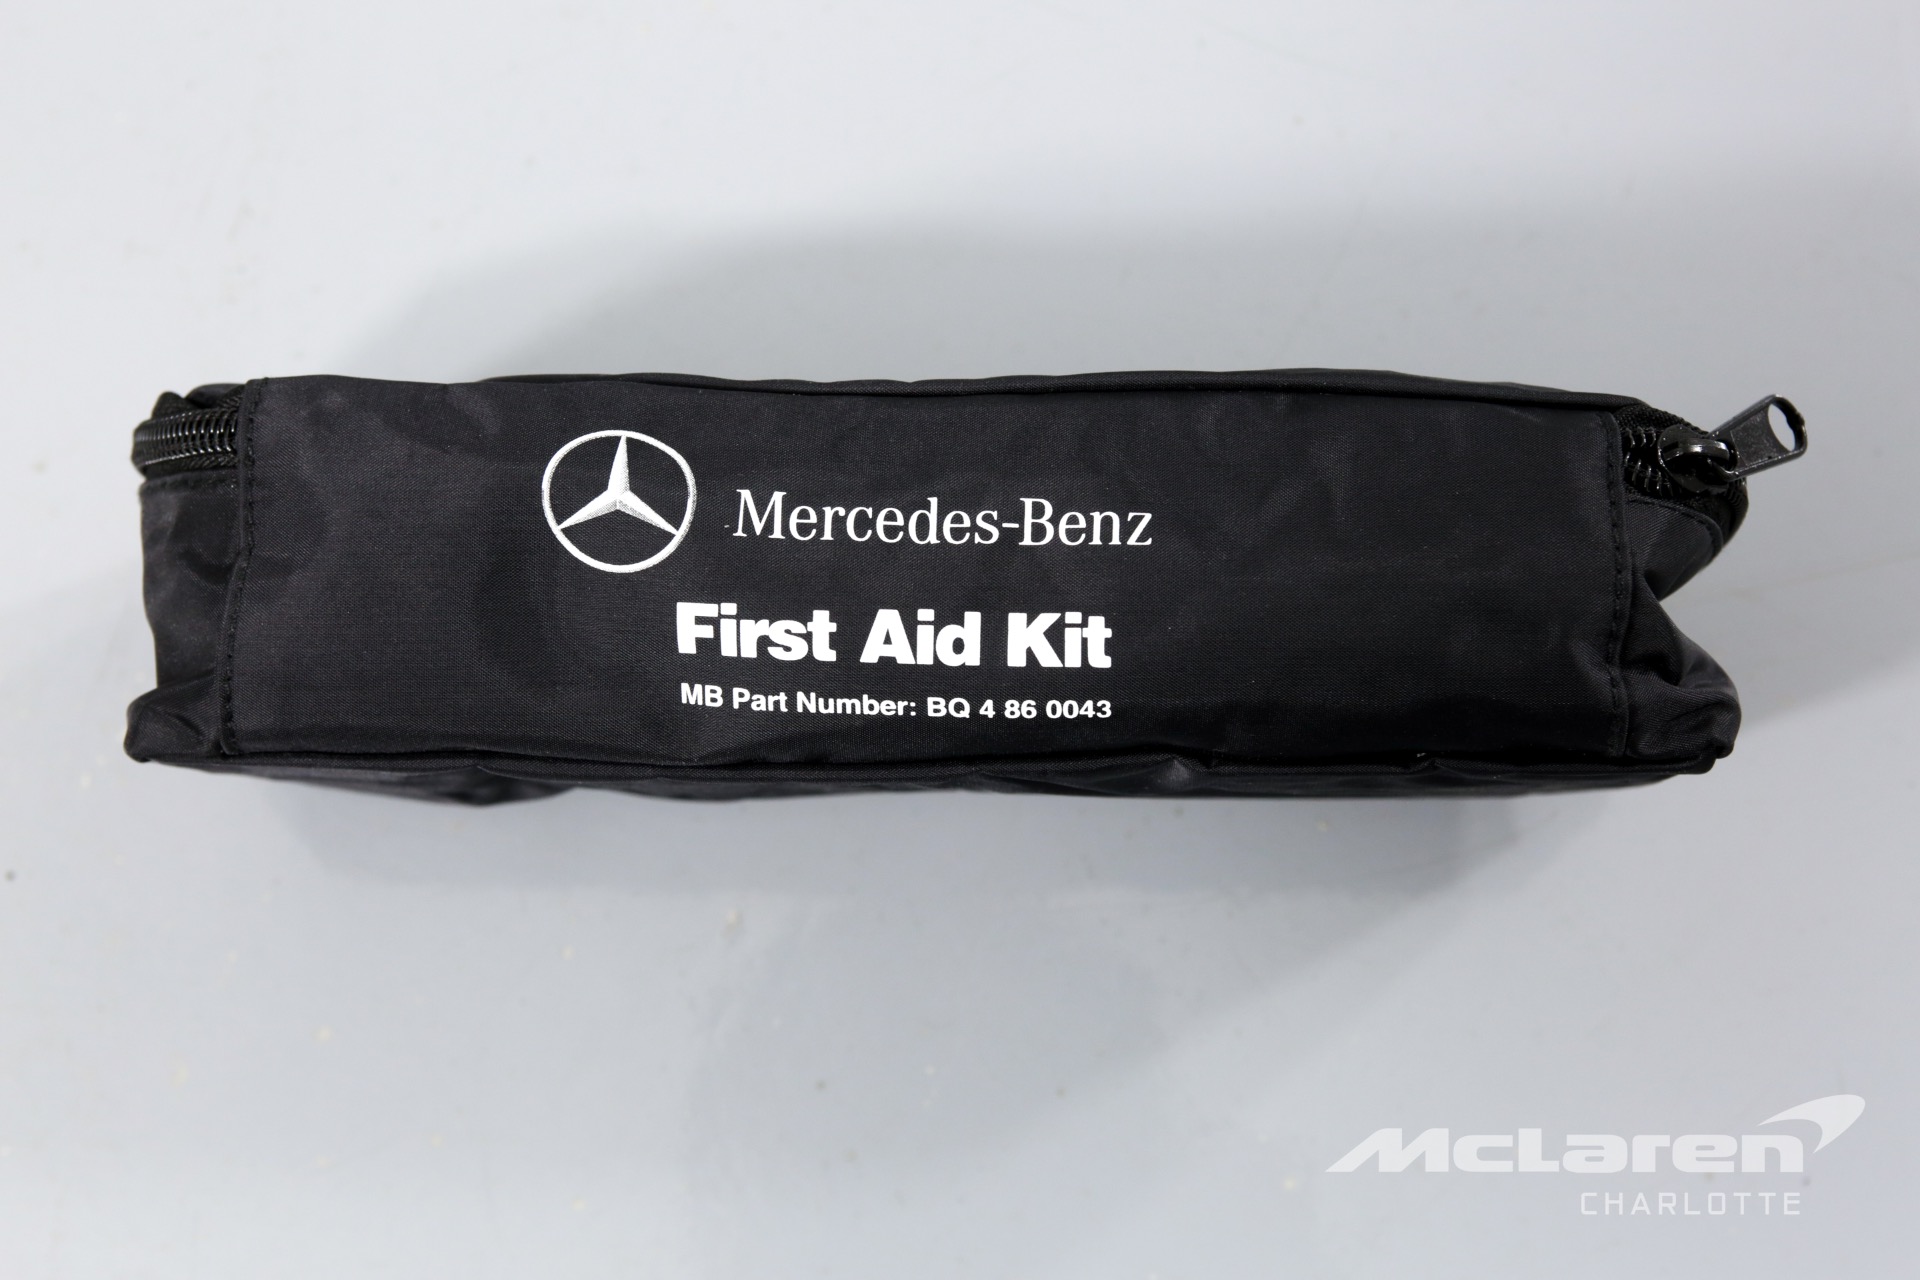 Mercedes-Benz
First Aid Kit
MB Part Number: BQ 4 86 0043
McLaren
CHARLOTTE